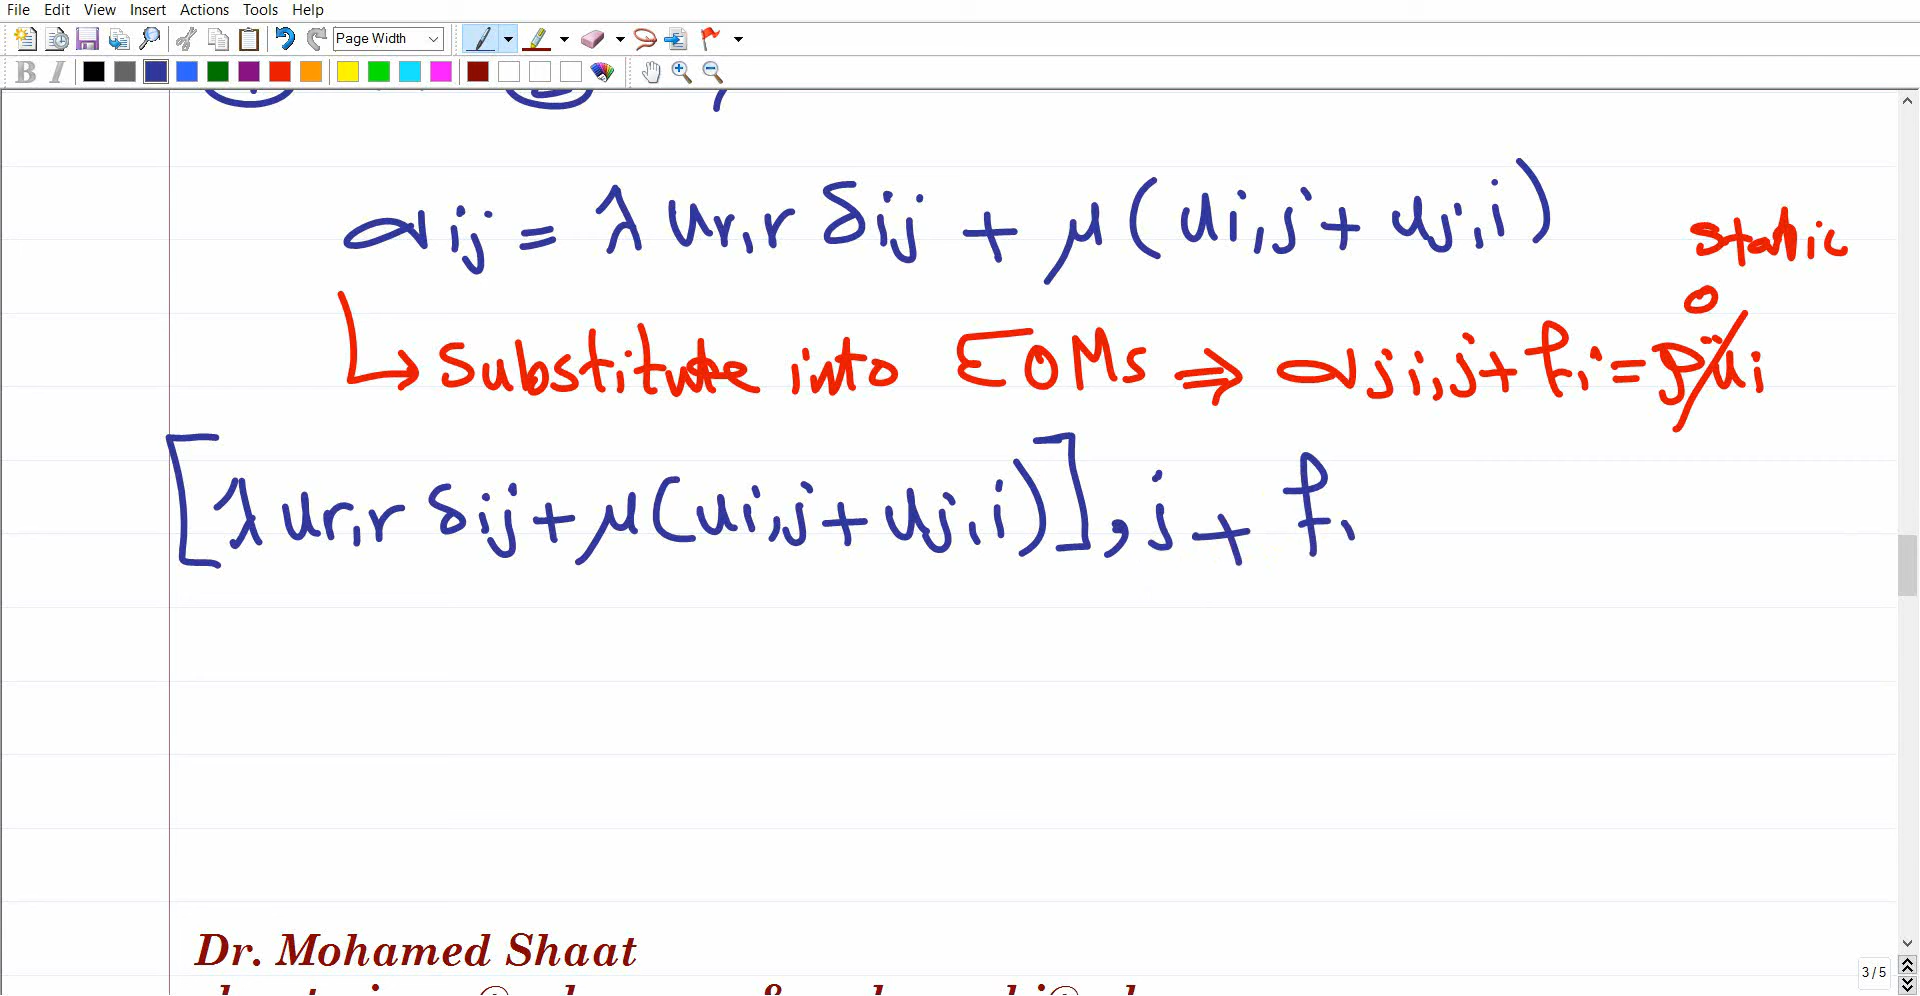 File Edit View Insert Actions Tools Help
Page Width
B I
σij = λ ur,r δij + μ (ui,j + uj,i)
static
0
↳ Substitute into EOMs ⇒ σji,j + fi = ρüi
[λ ur,r δij + μ(ui,j + uj,i)],j + fi
Dr. Mohamed Shaat
3 / 5